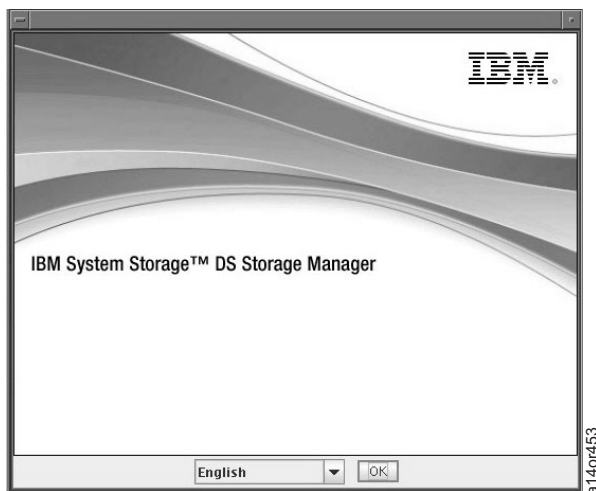 IBM®
IBM System Storage™ DS Storage Manager
English
OK
a14or453